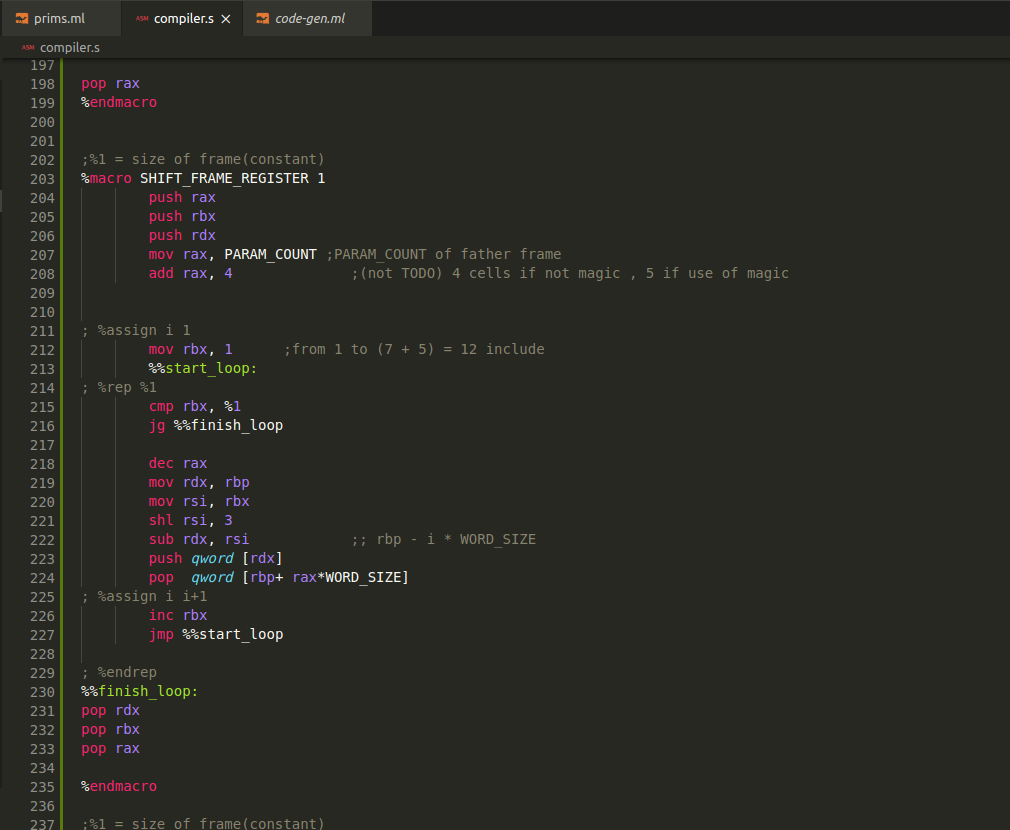 prims.ml
ASM compiler.s ×
code-gen.ml
ASM compiler.s
197
198 pop rax
199 %endmacro
200
201
202 ;%1 = size of frame(constant)
203 %macro SHIFT_FRAME_REGISTER 1
204 push rax
205 push rbx
206 push rdx
207 mov rax, PARAM_COUNT ;PARAM_COUNT of father frame
208 add rax, 4 ;(not TODO) 4 cells if not magic , 5 if use of magic
209
210
211 ; %assign i 1
212 mov rbx, 1 ;from 1 to (7 + 5) = 12 include
213 %%start_loop:
214 ; %rep %1
215 cmp rbx, %1
216 jg %%finish_loop
217
218 dec rax
219 mov rdx, rbp
220 mov rsi, rbx
221 shl rsi, 3
222 sub rdx, rsi ;; rbp - i * WORD_SIZE
223 push qword [rdx]
224 pop qword [rbp+ rax*WORD_SIZE]
225 ; %assign i i+1
226 inc rbx
227 jmp %%start_loop
228
229 ; %endrep
230 %%finish_loop:
231 pop rdx
232 pop rbx
233 pop rax
234
235 %endmacro
236
237 ;%1 = size of frame(constant)